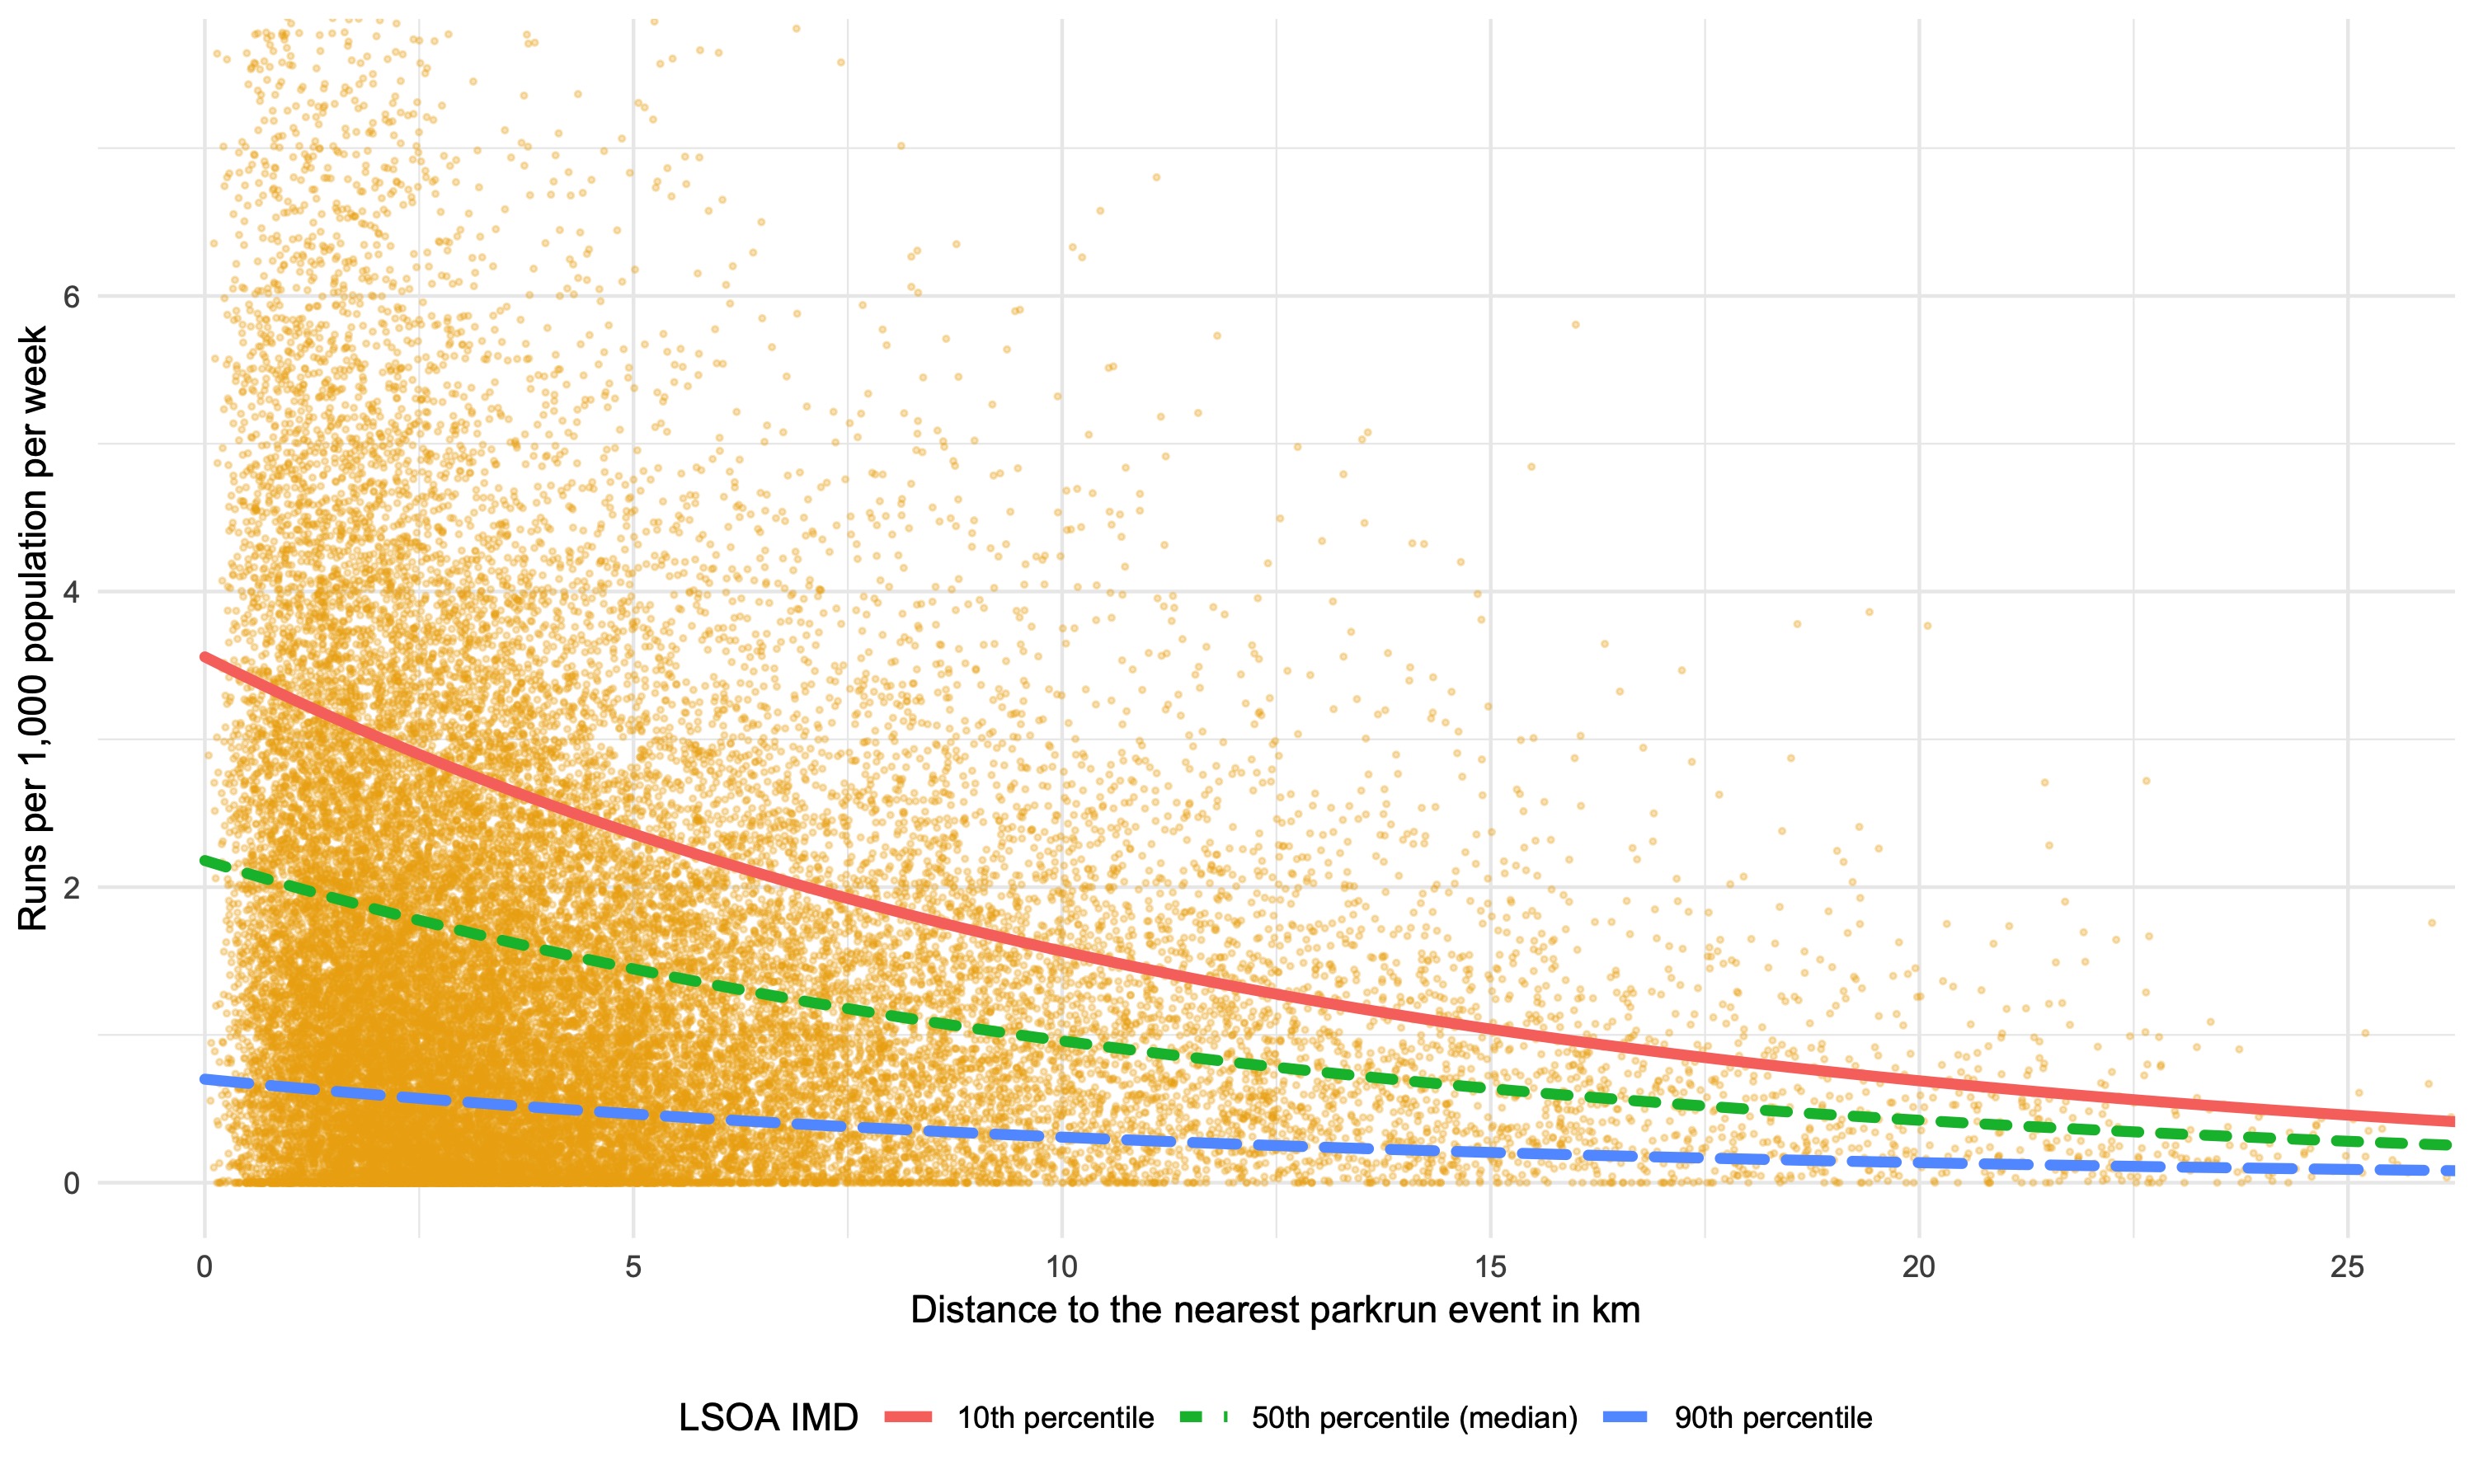 Runs per 1,000 population per week
6
4
2
0
0 5 10 15 20 25
Distance to the nearest parkrun event in km
LSOA IMD 10th percentile 50th percentile (median) 90th percentile